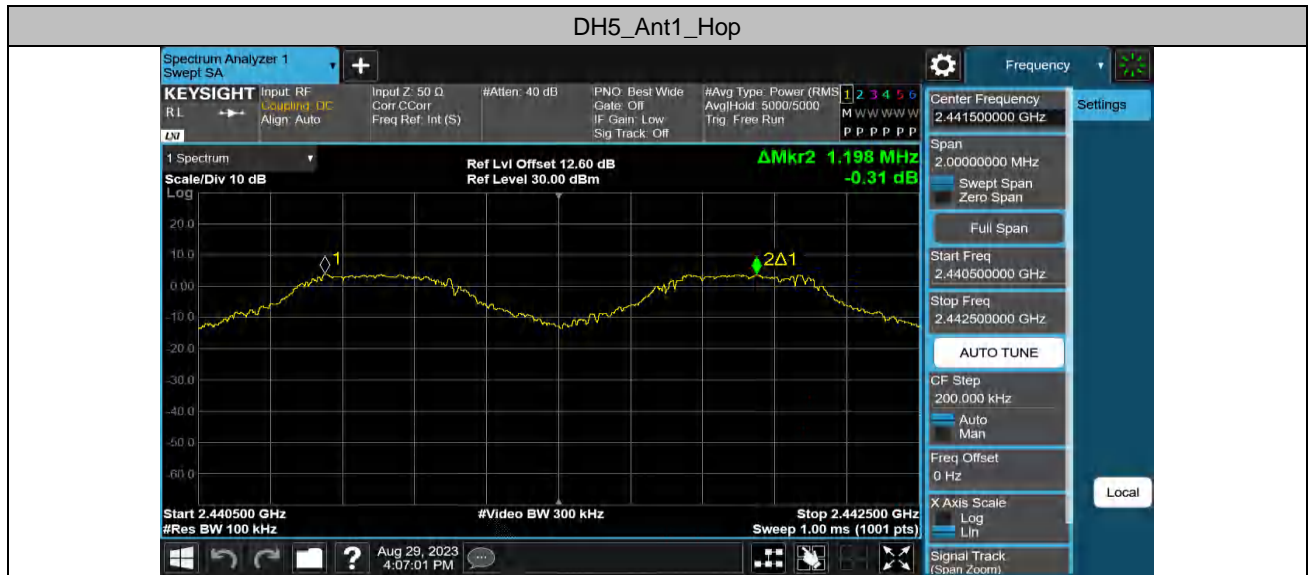 DH5_Ant1_Hop
Spectrum Analyzer 1
Swept SA
Frequency
KEYSIGHT
RL
LXI
Input: RF
Coupling: DC
Align: Auto
Input Z: 50 Ω
Corr CCorr
Freq Ref: Int (S)
#Atten: 40 dB
PNO: Best Wide
Gate: Off
IF Gain: Low
Sig Track: Off
#Avg Type: Power (RMS
Avg|Hold: 5000/5000
Trig: Free Run
1 2 3 4 5 6
M W W W W W
P P P P P P
1 Spectrum
Scale/Div 10 dB
Ref Lvl Offset 12.60 dB
Ref Level 30.00 dBm
ΔMkr2 1.198 MHz
-0.31 dB
Log
20.0
10.0
0.00
-10.0
-20.0
-30.0
-40.0
-50.0
-60.0
1
2Δ1
Start 2.440500 GHz
#Res BW 100 kHz
#Video BW 300 kHz
Stop 2.442500 GHz
Sweep 1.00 ms (1001 pts)
Center Frequency
2.441500000 GHz
Settings
Span
2.00000000 MHz
Swept Span
Zero Span
Full Span
Start Freq
2.440500000 GHz
Stop Freq
2.442500000 GHz
AUTO TUNE
CF Step
200.000 kHz
Auto
Man
Freq Offset
0 Hz
X Axis Scale
Log
Lin
Local
Signal Track
(Span Zoom)
?
Aug 29, 2023
4:07:01 PM